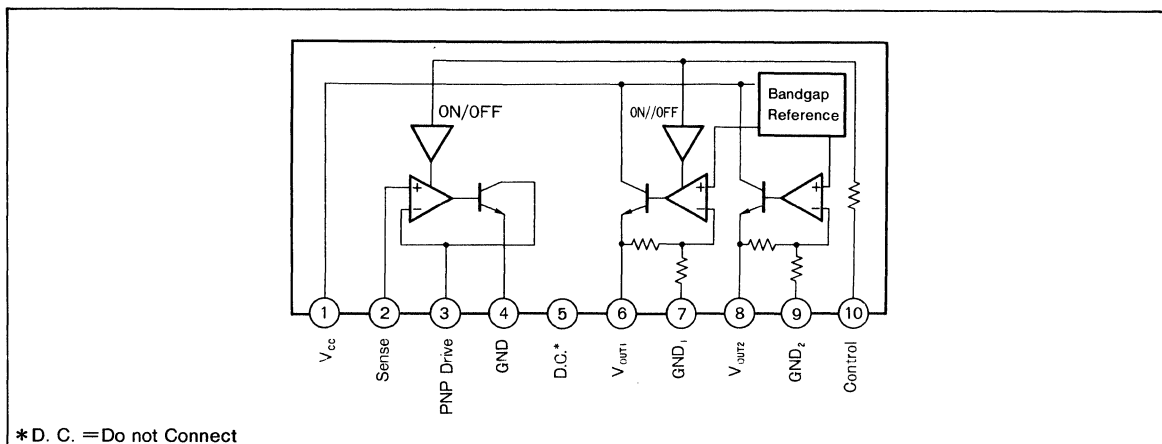 Bandgap
Reference
ON/OFF
ON//OFF
+
−
+
−
+
−
1
2
3
4
5
6
7
8
9
10
VCC
Sense
PNP Drive
GND
D.C.*
VOUT1
GND1
VOUT2
GND2
Control
*D. C. =Do not Connect